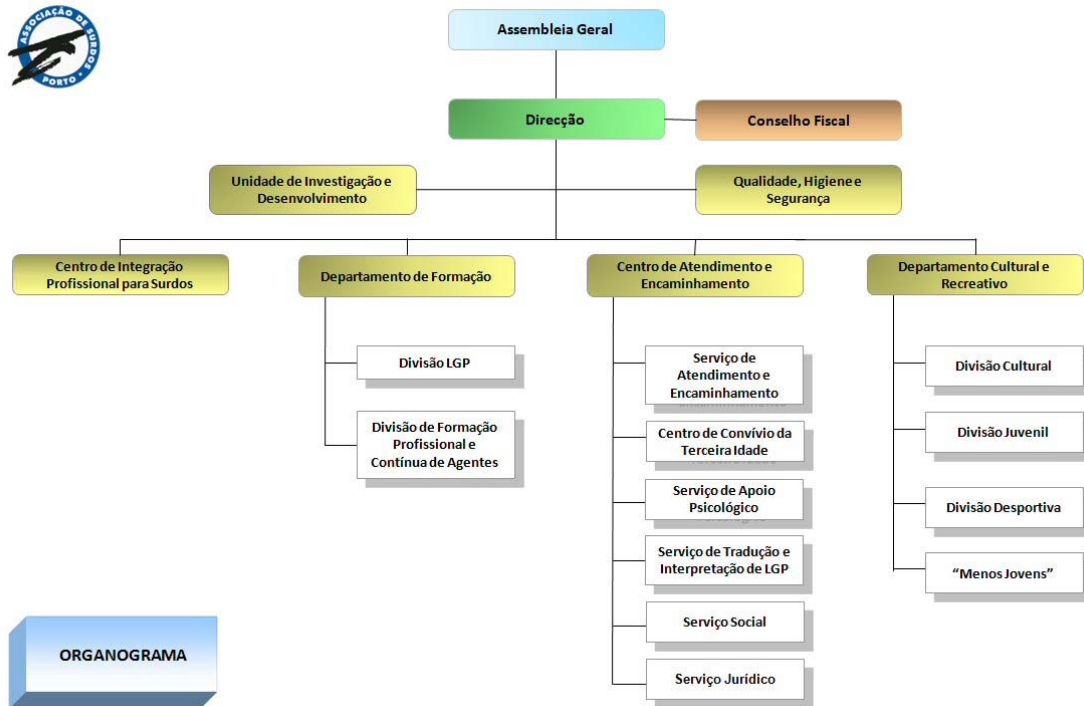 ASSOCIAÇÃO DE SURDOS
PORTO
Assembleia Geral
Direcção
Conselho Fiscal
Unidade de Investigação e
Desenvolvimento
Qualidade, Higiene e
Segurança
Centro de Integração
Profissional para Surdos
Departamento de Formação
Centro de Atendimento e
Encaminhamento
Departamento Cultural e
Recreativo
Divisão LGP
Divisão de Formação
Profissional e
Contínua de Agentes
Serviço de
Atendimento e
Encaminhamento
Centro de Convívio da
Terceira Idade
Serviço de Apoio
Psicológico
Serviço de Tradução e
Interpretação de LGP
Serviço Social
Serviço Jurídico
Divisão Cultural
Divisão Juvenil
Divisão Desportiva
“Menos Jovens”
ORGANOGRAMA